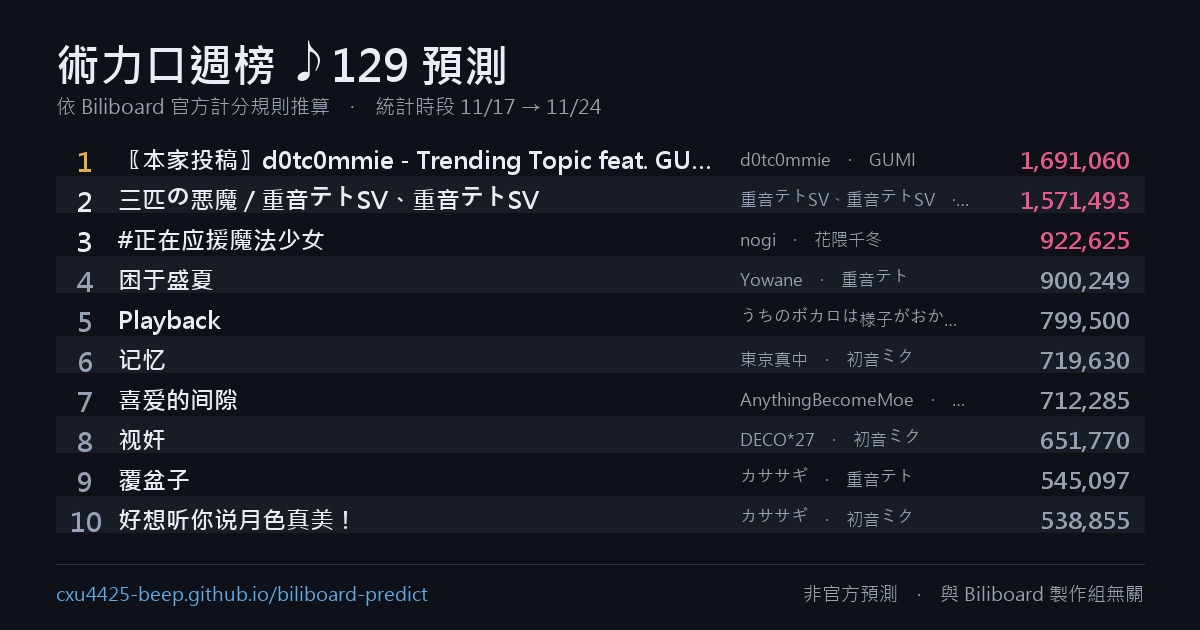 術力口週榜 ♪129 預測
依 Biliboard 官方計分規則推算 · 統計時段 11/17 → 11/24
1 〖本家投稿〗d0tc0mmie - Trending Topic feat. GU... d0tc0mmie · GUMI 1,691,060
2 三匹の悪魔 / 重音テトSV、重音テトSV 重音テトSV、重音テトSV ·... 1,571,493
3 #正在应援魔法少女 nogi · 花隈千冬 922,625
4 困于盛夏 Yowane · 重音テト 900,249
5 Playback うちのボカロは様子がおか... 799,500
6 记忆 東京真中 · 初音ミク 719,630
7 喜爱的间隙 AnythingBecomeMoe · ... 712,285
8 视奸 DECO*27 · 初音ミク 651,770
9 覆盆子 カササギ · 重音テト 545,097
10 好想听你说月色真美！ カササギ · 初音ミク 538,855
cxu4425-beep.github.io/biliboard-predict 非官方預測 · 與 Biliboard 製作組無關